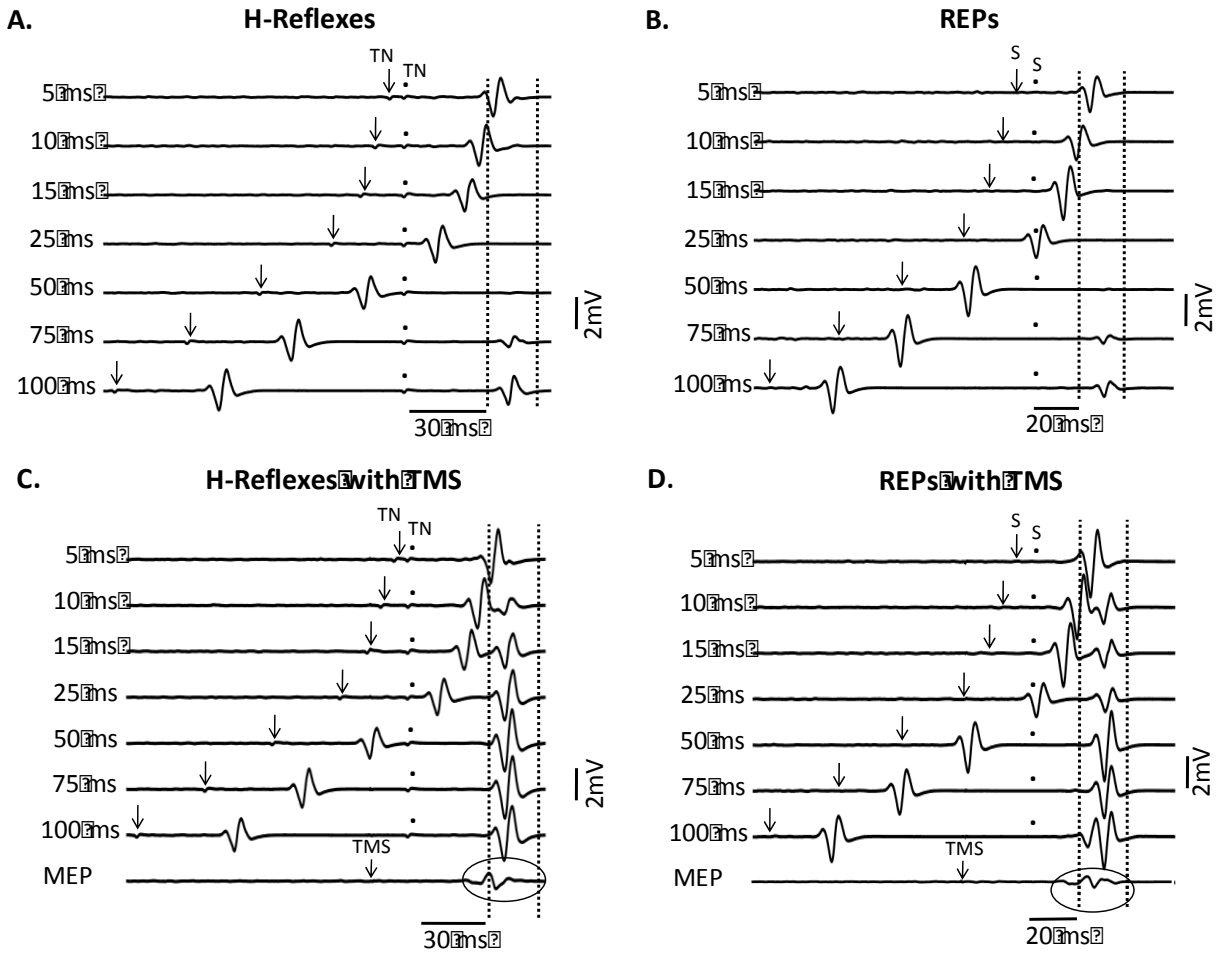 A.
H-Reflexes
TN
TN
5 ms
10 ms
15 ms
25 ms
50 ms
75 ms
100 ms
2mV
30 ms
B.
REPs
S
S
5 ms
10 ms
15 ms
25 ms
50 ms
75 ms
100 ms
2mV
20 ms
C.
H-Reflexes with TMS
TN
TN
5 ms
10 ms
15 ms
25 ms
50 ms
75 ms
100 ms
TMS
MEP
2mV
30 ms
D.
REPs with TMS
S
S
5 ms
10 ms
15 ms
25 ms
50 ms
75 ms
100 ms
TMS
MEP
2mV
20 ms